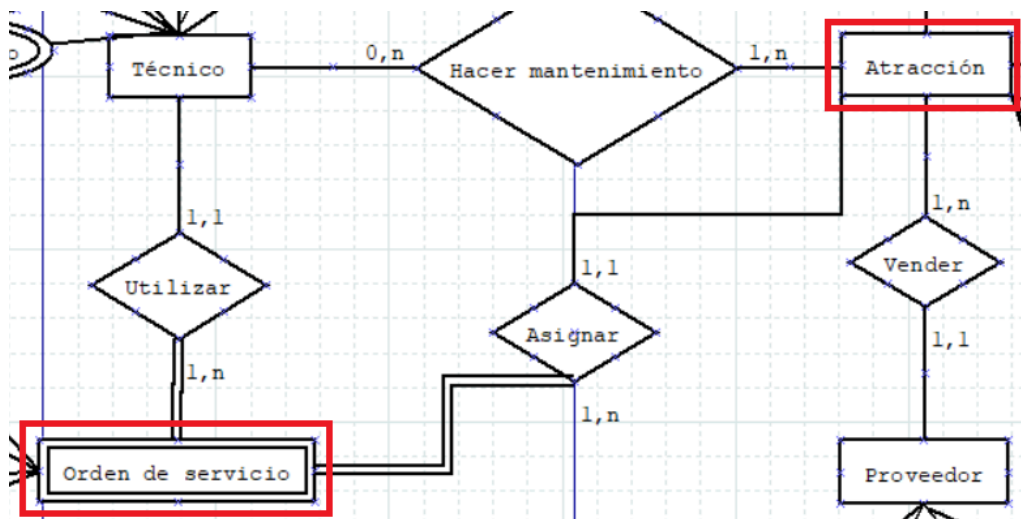 o
Técnico
0,n
Hacer mantenimiento
1,n
Atracción
1,1
Utilizar
1,n
1,1
Asignar
1,n
1,n
Vender
1,1
Orden de servicio
Proveedor